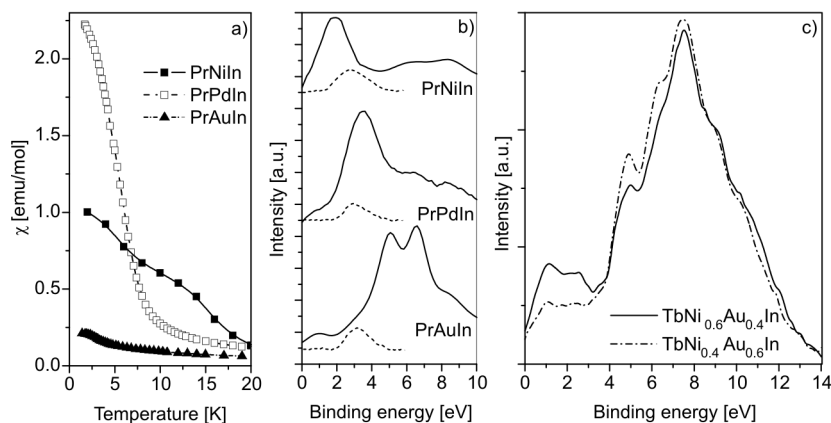 a)
χ [emu/mol]
2.0
1.5
1.0
0.5
0.0
0
5
10
15
20
Temperature [K]
PrNiIn
PrPdIn
PrAuIn
b)
Intensity [a.u.]
PrNiIn
PrPdIn
PrAuIn
0
2
4
6
8
10
Binding energy [eV]
c)
Intensity [a.u.]
TbNi0.6Au0.4In
TbNi0.4Au0.6In
0
2
4
6
8
10
12
14
Binding energy [eV]